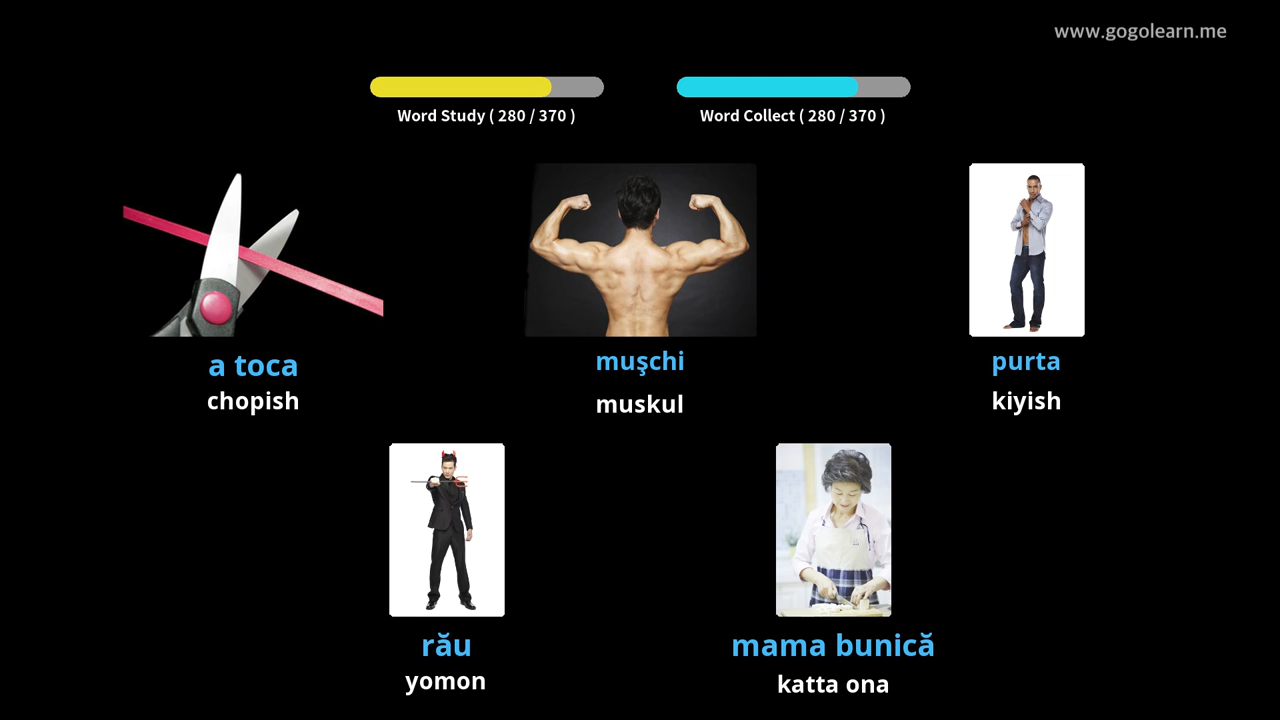 www.gogolearn.me
Word Study ( 280 / 370 )
Word Collect ( 280 / 370 )
a toca
chopish
muşchi
muskul
purta
kiyish
rău
yomon
mama bunică
katta ona